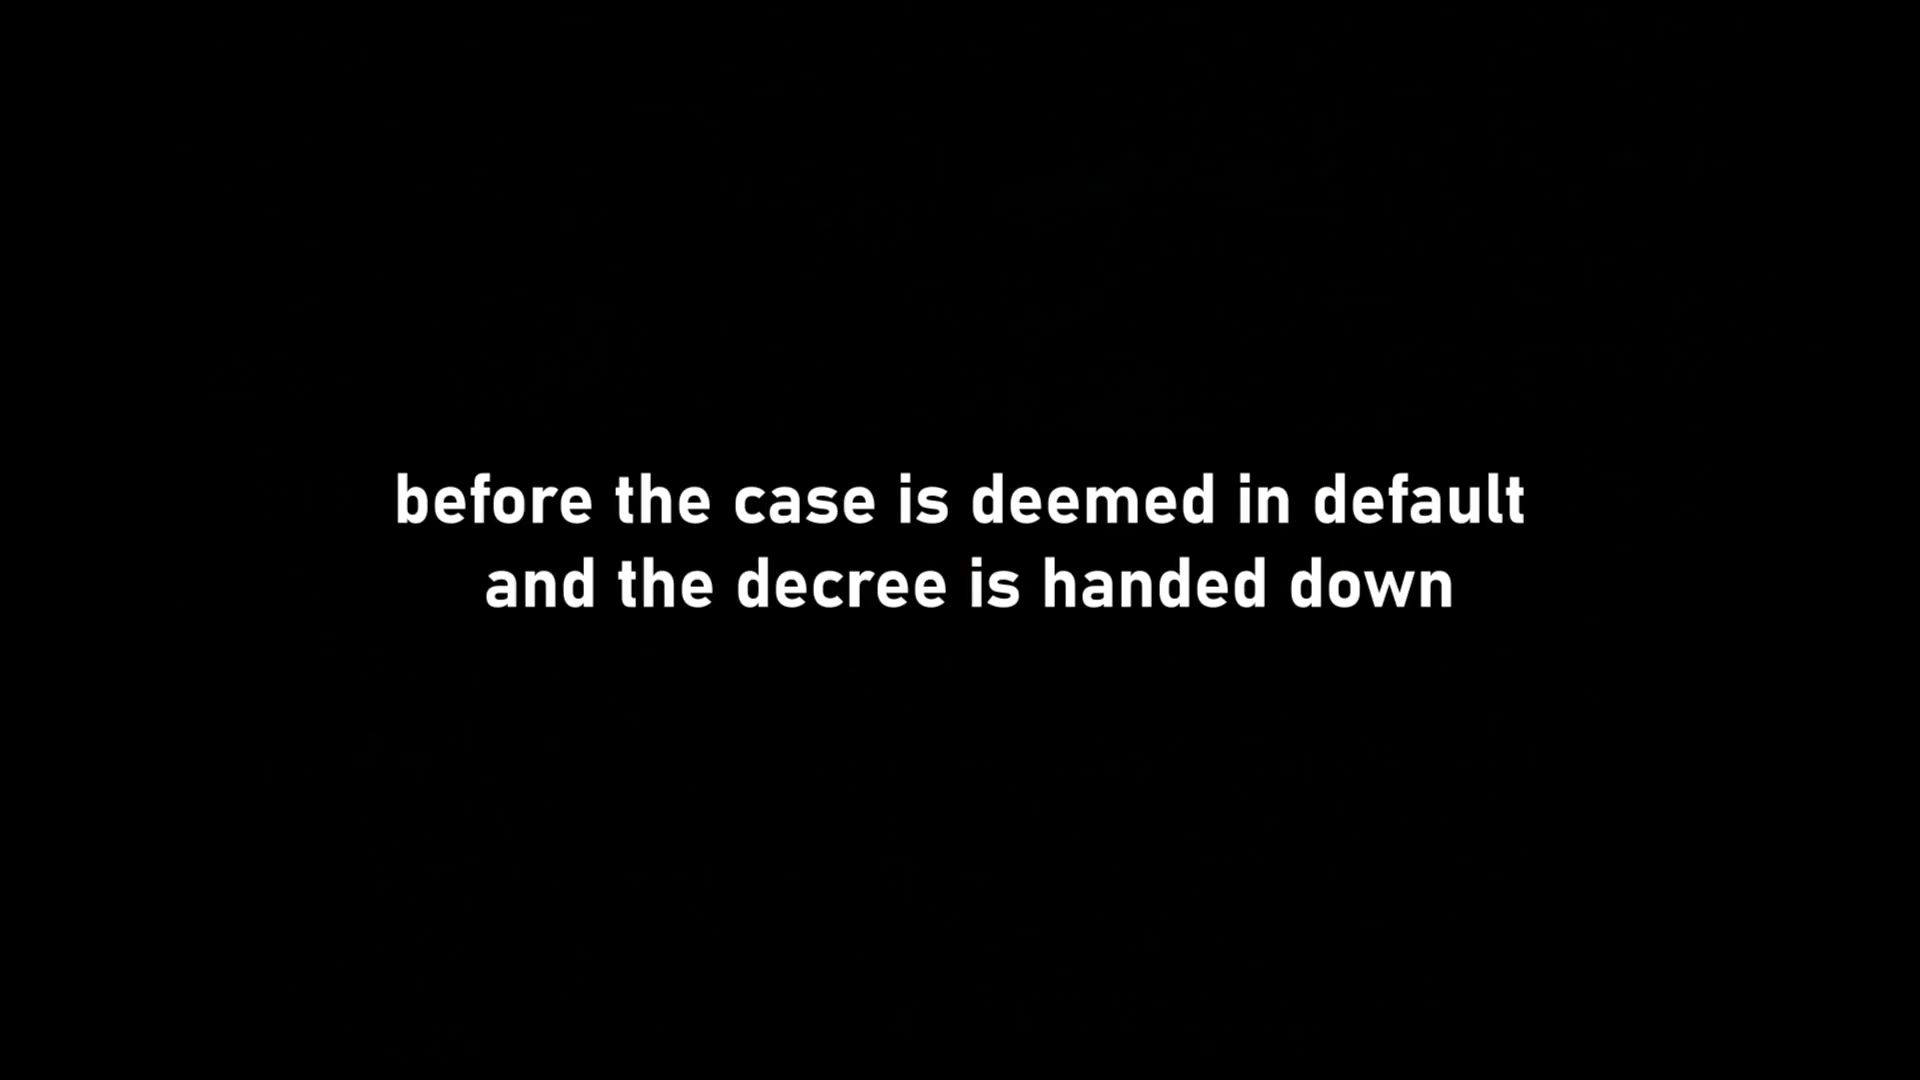 before the case is deemed in default
and the decree is handed down